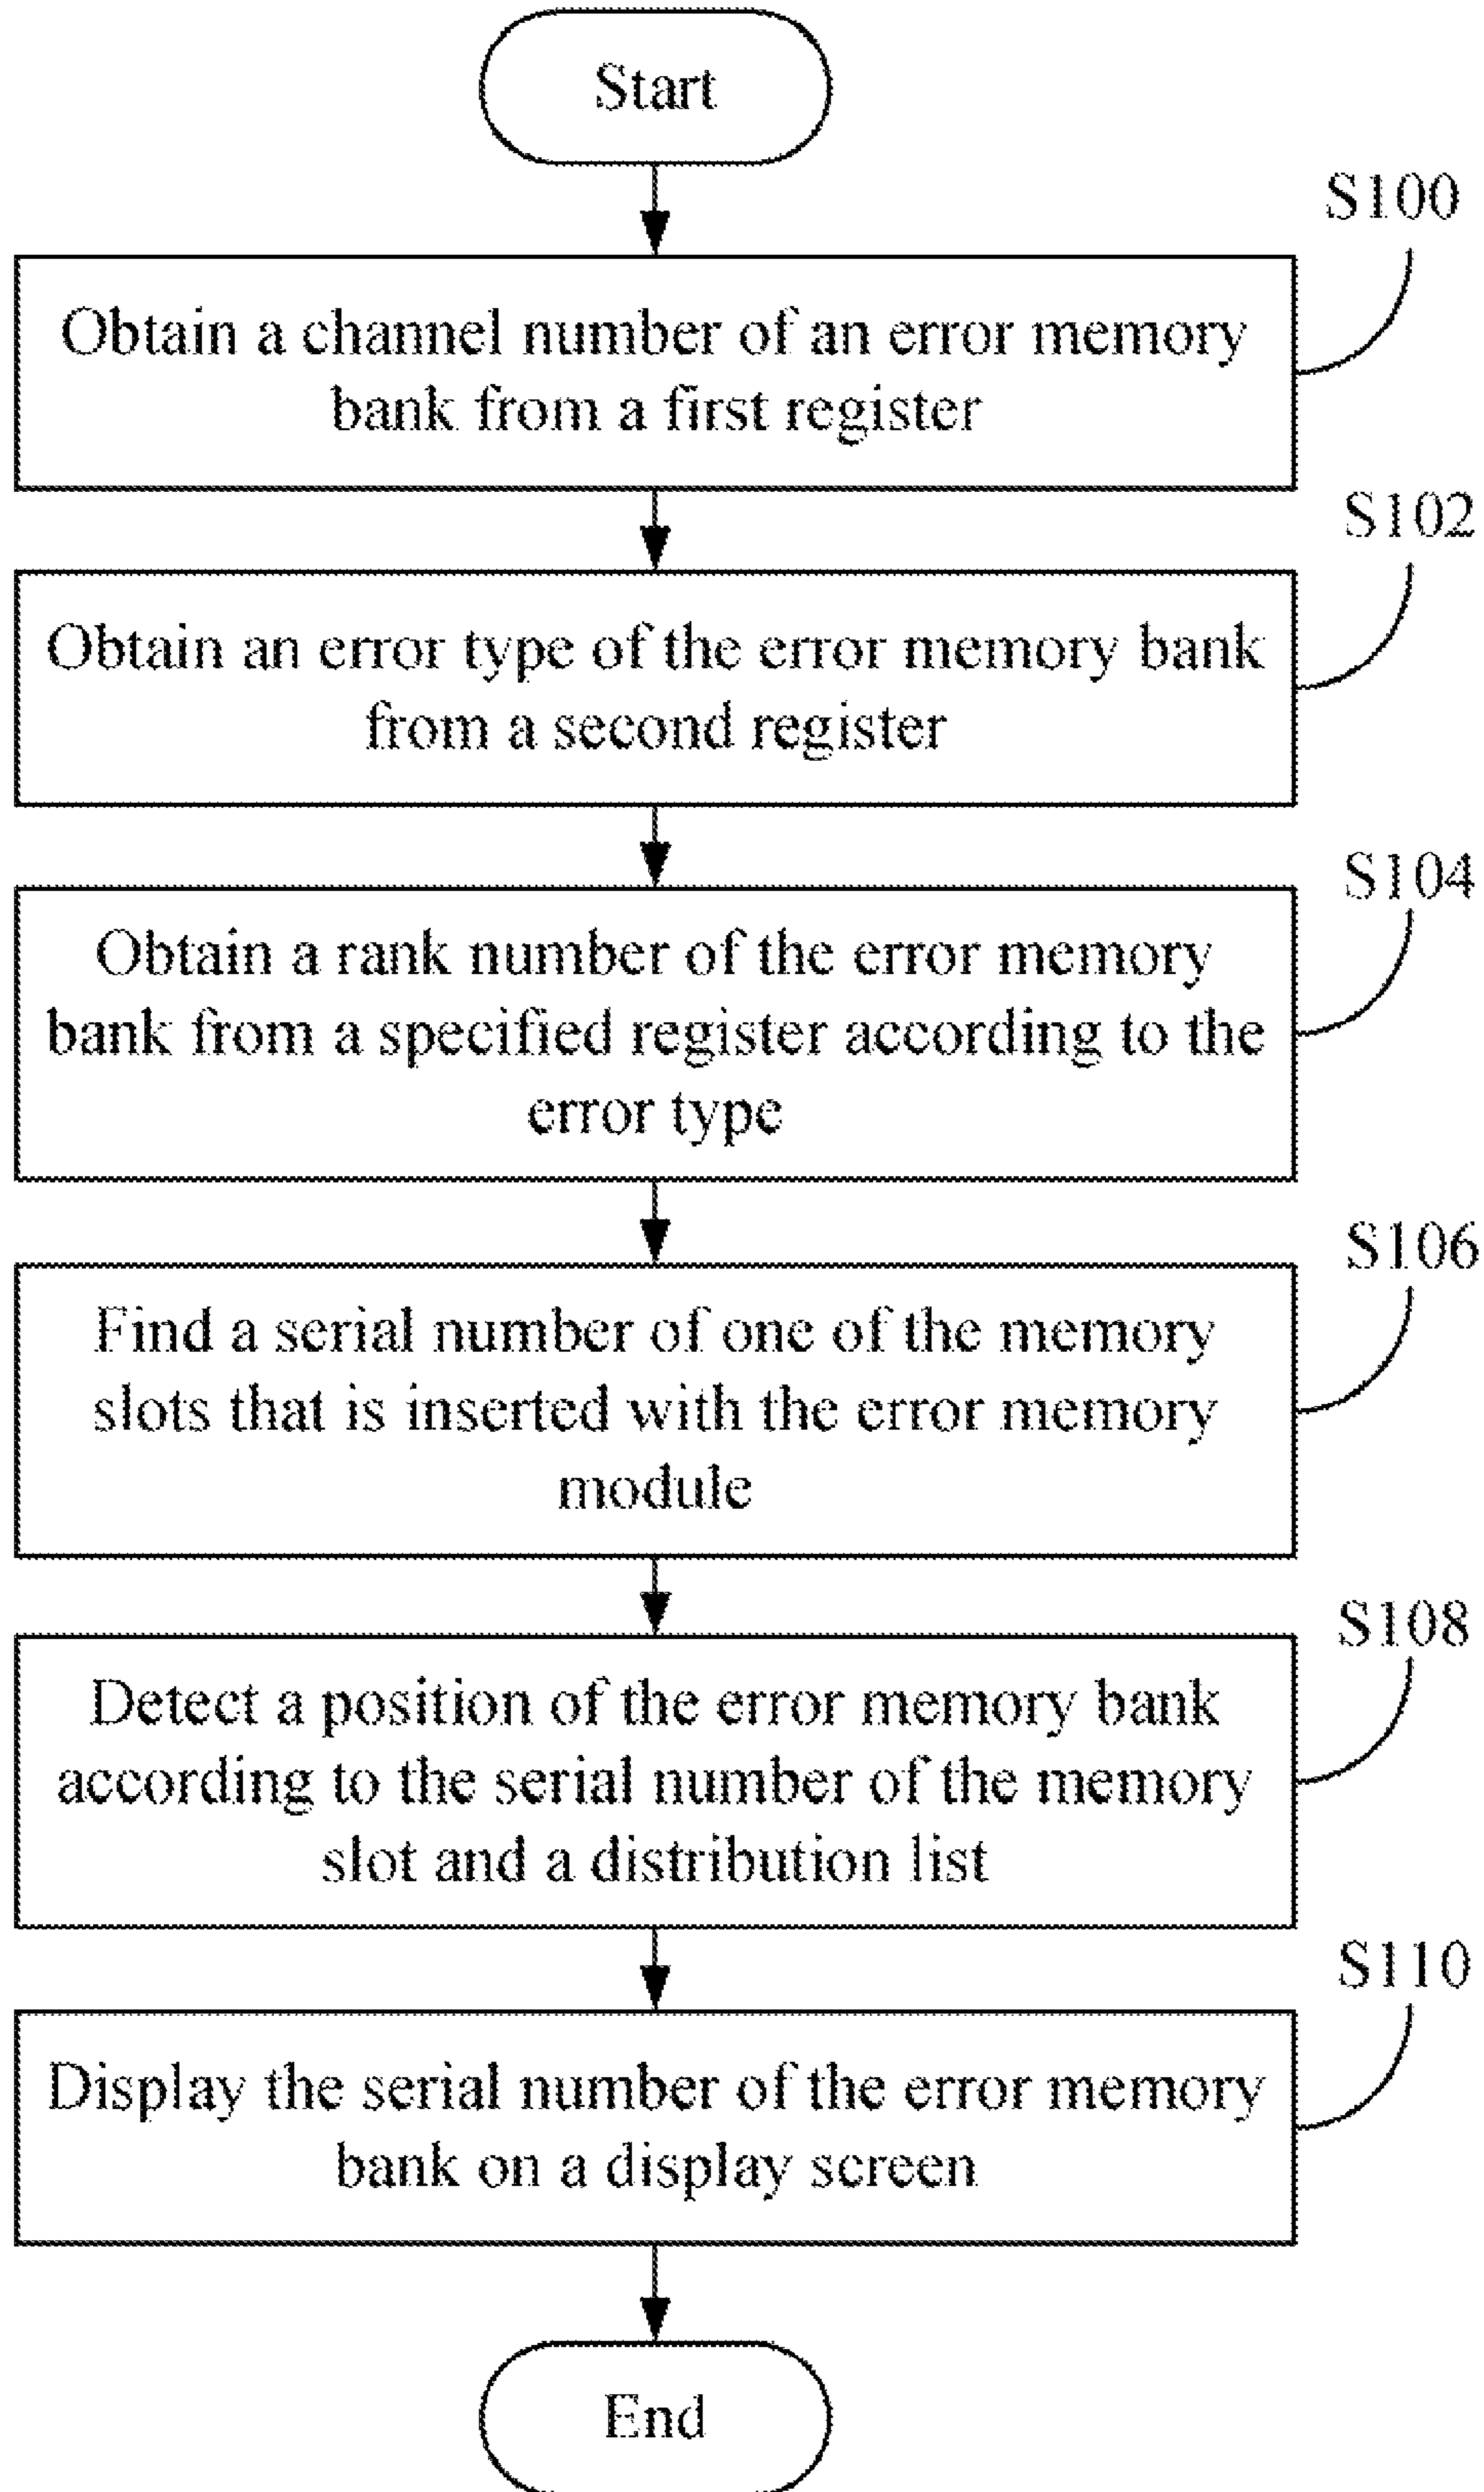 Start
S100
Obtain a channel number of an error memory
bank from a first register
S102
Obtain an error type of the error memory bank
from a second register
S104
Obtain a rank number of the error memory
bank from a specified register according to the
error type
S106
Find a serial number of one of the memory
slots that is inserted with the error memory
module
S108
Detect a position of the error memory bank
according to the serial number of the memory
slot and a distribution list
S110
Display the serial number of the error memory
bank on a display screen
End